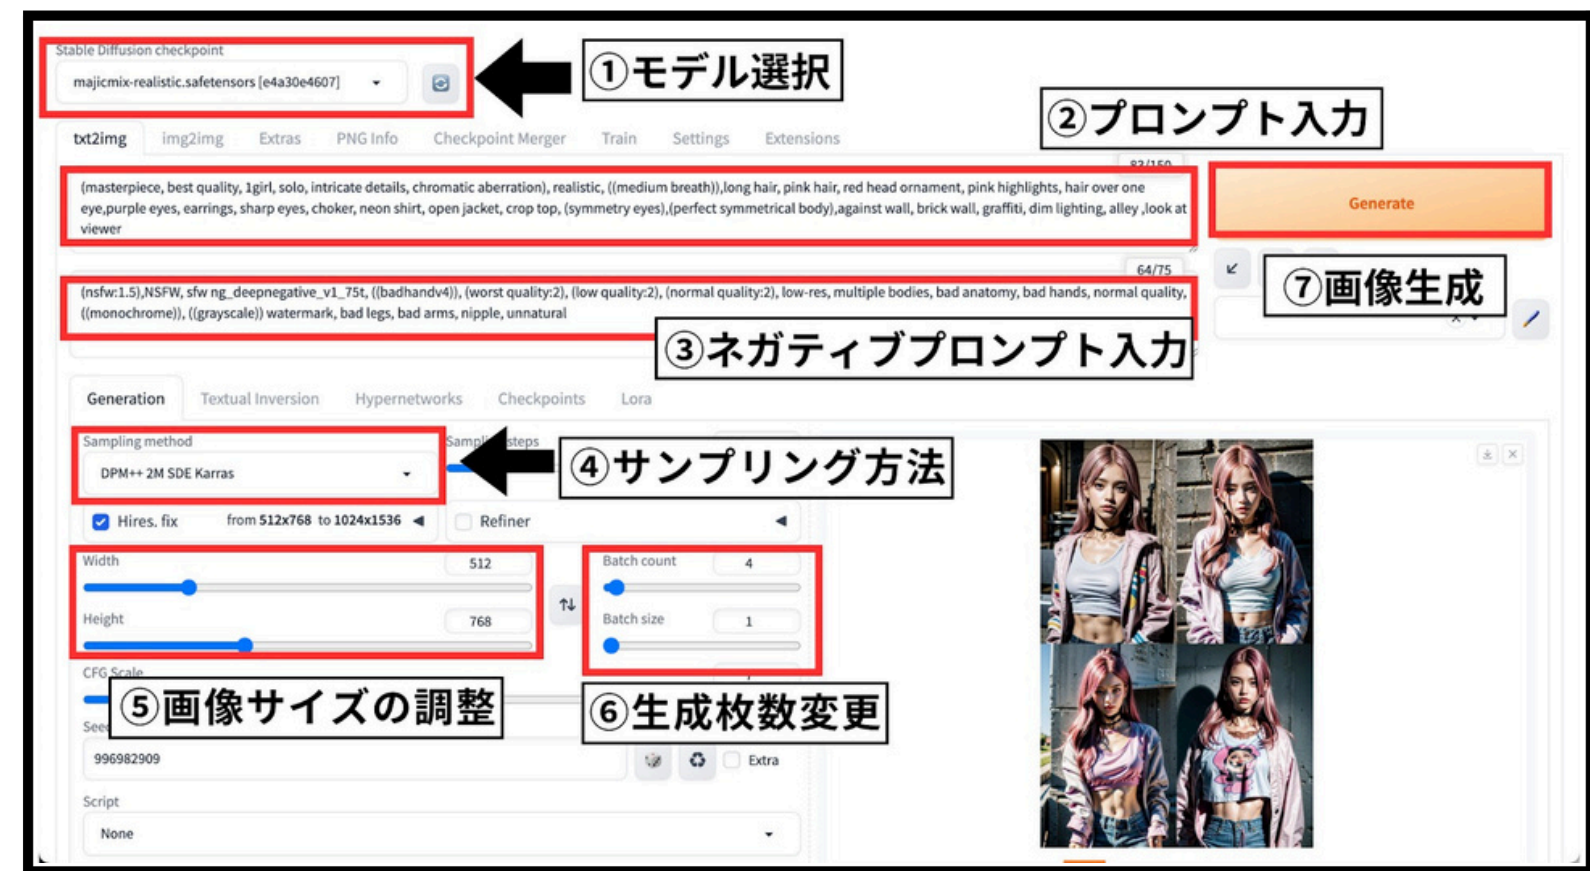 Stable Diffusion checkpoint
majicmix-realistic.safetensors [e4a30e4607]
①モデル選択
②プロンプト入力
txt2img img2img Extras PNG Info Checkpoint Merger Train Settings Extensions
83/150
(masterpiece, best quality, 1girl, solo, intricate details, chromatic aberration), realistic, ((medium breath)),long hair, pink hair, red head ornament, pink highlights, hair over one
eye,purple eyes, earrings, sharp eyes, choker, neon shirt, open jacket, crop top, (symmetry eyes),(perfect symmetrical body),against wall, brick wall, graffiti, dim lighting, alley ,look at
viewer
Generate
64/75
(nsfw:1.5),NSFW, sfw ng_deepnegative_v1_75t, ((badhandv4)), (worst quality:2), (low quality:2), (normal quality:2), low-res, multiple bodies, bad anatomy, bad hands, normal quality,
((monochrome)), ((grayscale)) watermark, bad legs, bad arms, nipple, unnatural
⑦画像生成
③ネガティブプロンプト入力
Generation Textual Inversion Hypernetworks Checkpoints Lora
Sampling method
Sampling steps
DPM++ 2M SDE Karras
④サンプリング方法
Hires. fix from 512x768 to 1024x1536
Refiner
Width 512
Batch count 4
Height 768
Batch size 1
CFG Scale
⑤画像サイズの調整
⑥生成枚数変更
Seed
996982909
Extra
Script
None